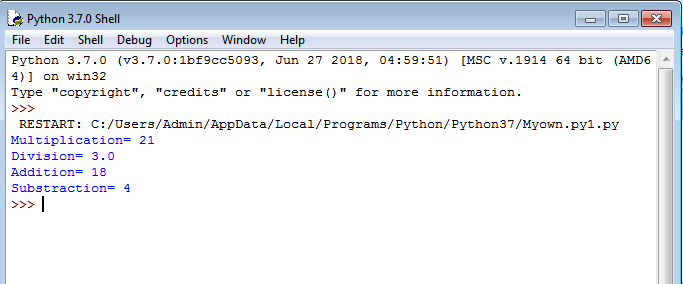 Python 3.7.0 Shell
File Edit Shell Debug Options Window Help
Python 3.7.0 (v3.7.0:1bf9cc5093, Jun 27 2018, 04:59:51) [MSC v.1914 64 bit (AMD6
4)] on win32
Type "copyright", "credits" or "license()" for more information.
>>>
 RESTART: C:/Users/Admin/AppData/Local/Programs/Python/Python37/Myown.py1.py
Multiplication= 21
Division= 3.0
Addition= 18
Substraction= 4
>>>